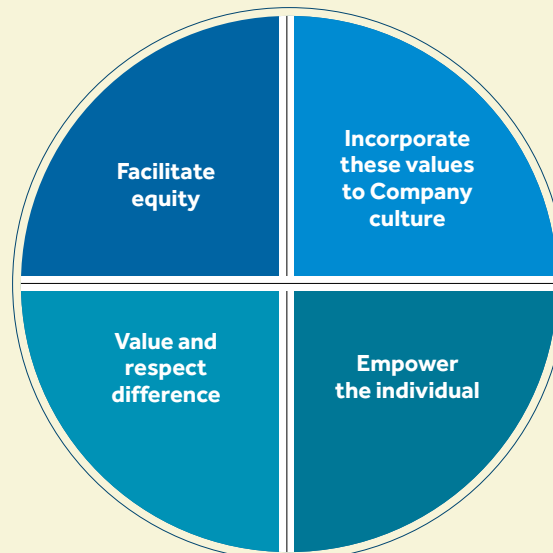 Facilitate
equity
Incorporate
these values
to Company
culture
Value and
respect
difference
Empower
the individual